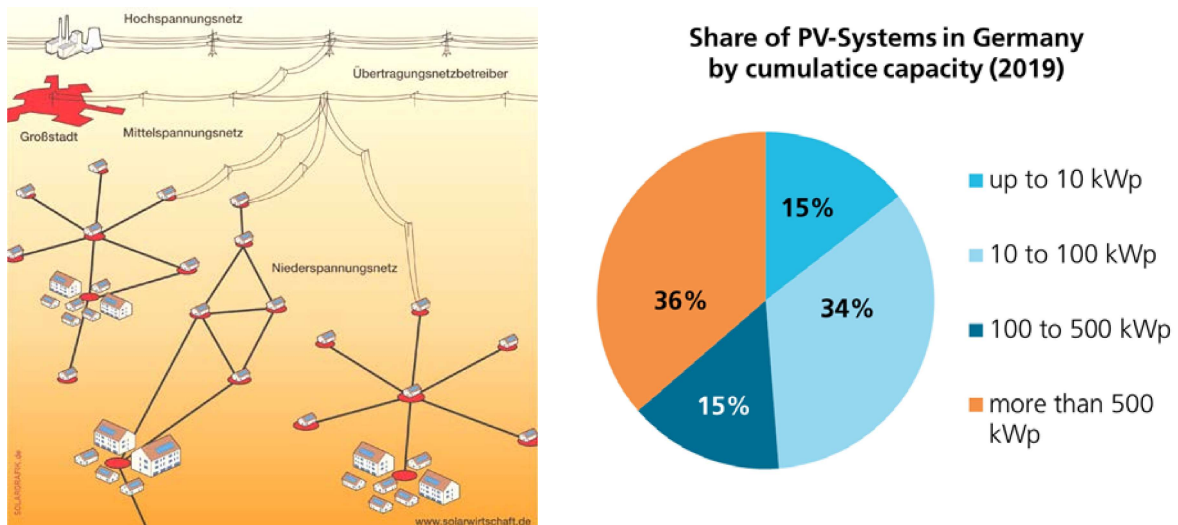 Hochspannungsnetz
Übertragungsnetzbetreiber
Großstadt
Mittelspannungsnetz
Niederspannungsnetz
SOLARGRAFIK.de
www.solarwirtschaft.de
Share of PV-Systems in Germany
by cumulatice capacity (2019)
15%
34%
15%
36%
up to 10 kWp
10 to 100 kWp
100 to 500 kWp
more than 500
kWp